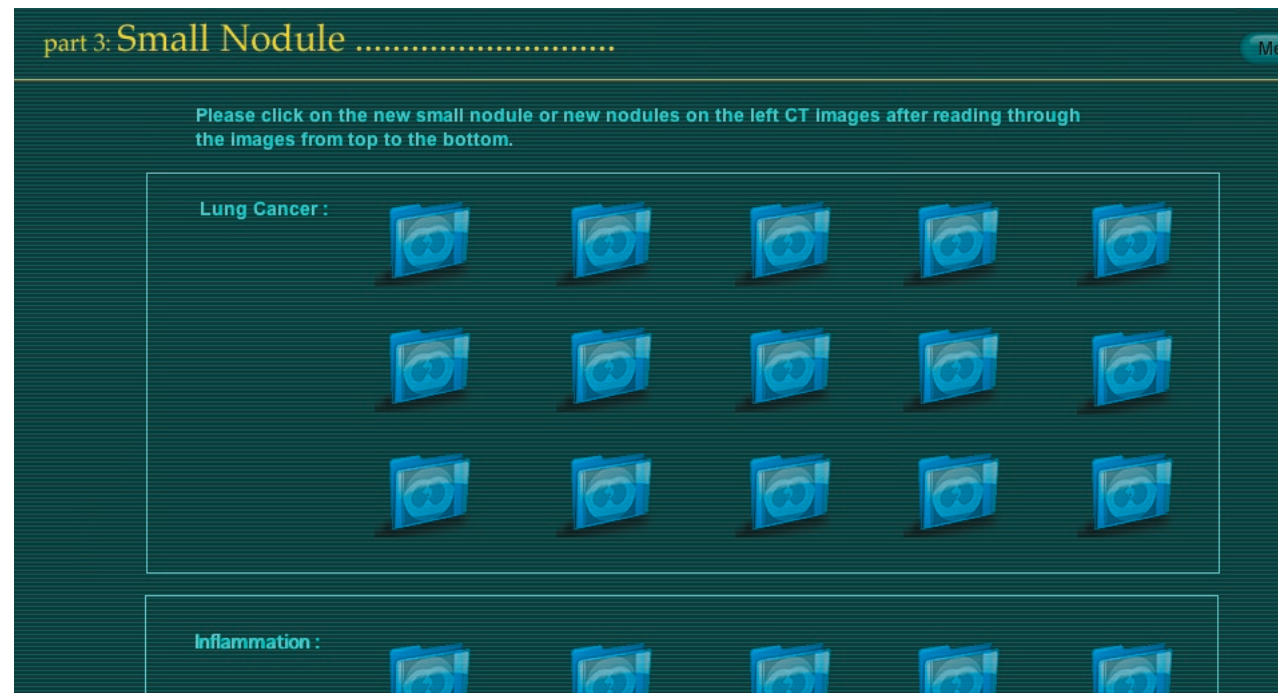 part 3: Small Nodule ............................
Please click on the new small nodule or new nodules on the left CT images after reading through
the images from top to the bottom.
Lung Cancer :
Inflammation :